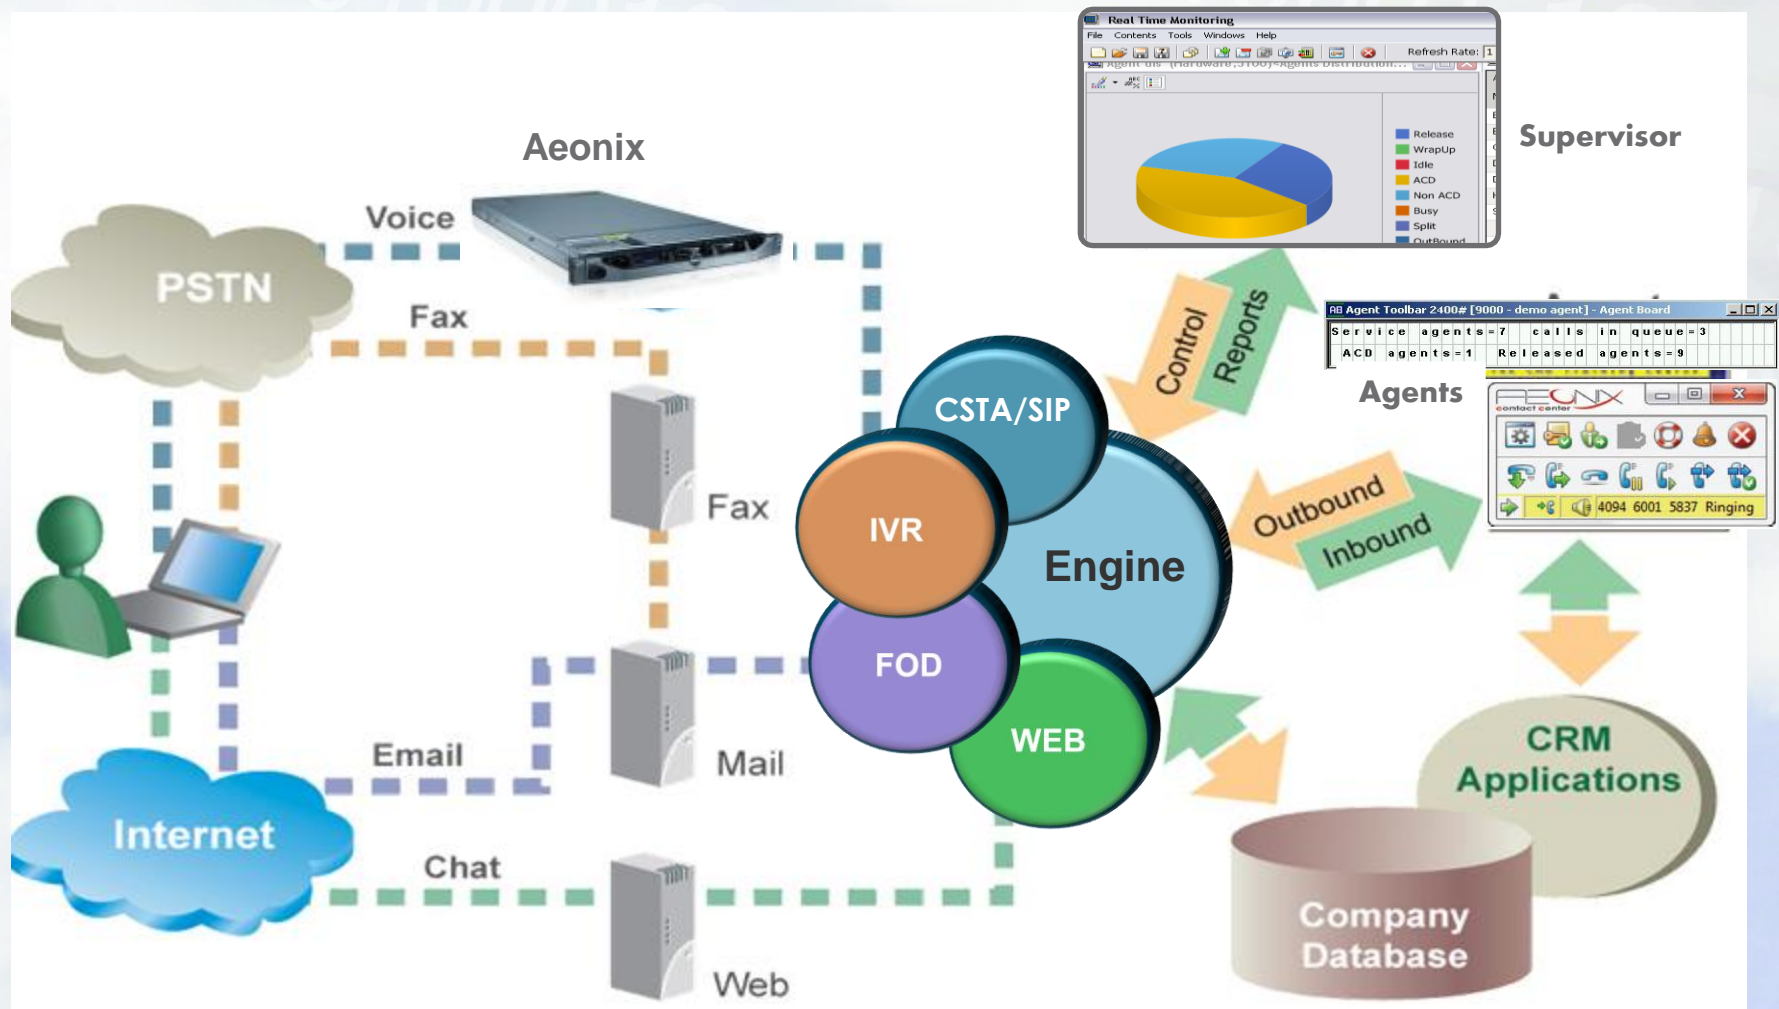 Real Time Monitoring
File Contents Tools Windows Help
Refresh Rate: 1
Release
WrapUp
Idle
ACD
Non ACD
Busy
Split
OutBound
Supervisor
Aeonix
Voice
PSTN
Fax
Control
Reports
AB Agent Toolbar 2400# [9000 - demo agent] - Agent Board
Service agents=7 calls in queue=3
ACD agents=1 Released agents=9
Agents
AEONIX
contact center
4094 6001 5837 Ringing
CSTA/SIP
Fax
IVR
Engine
Outbound
Inbound
FOD
WEB
Email
Mail
Internet
Chat
Web
CRM
Applications
Company
Database